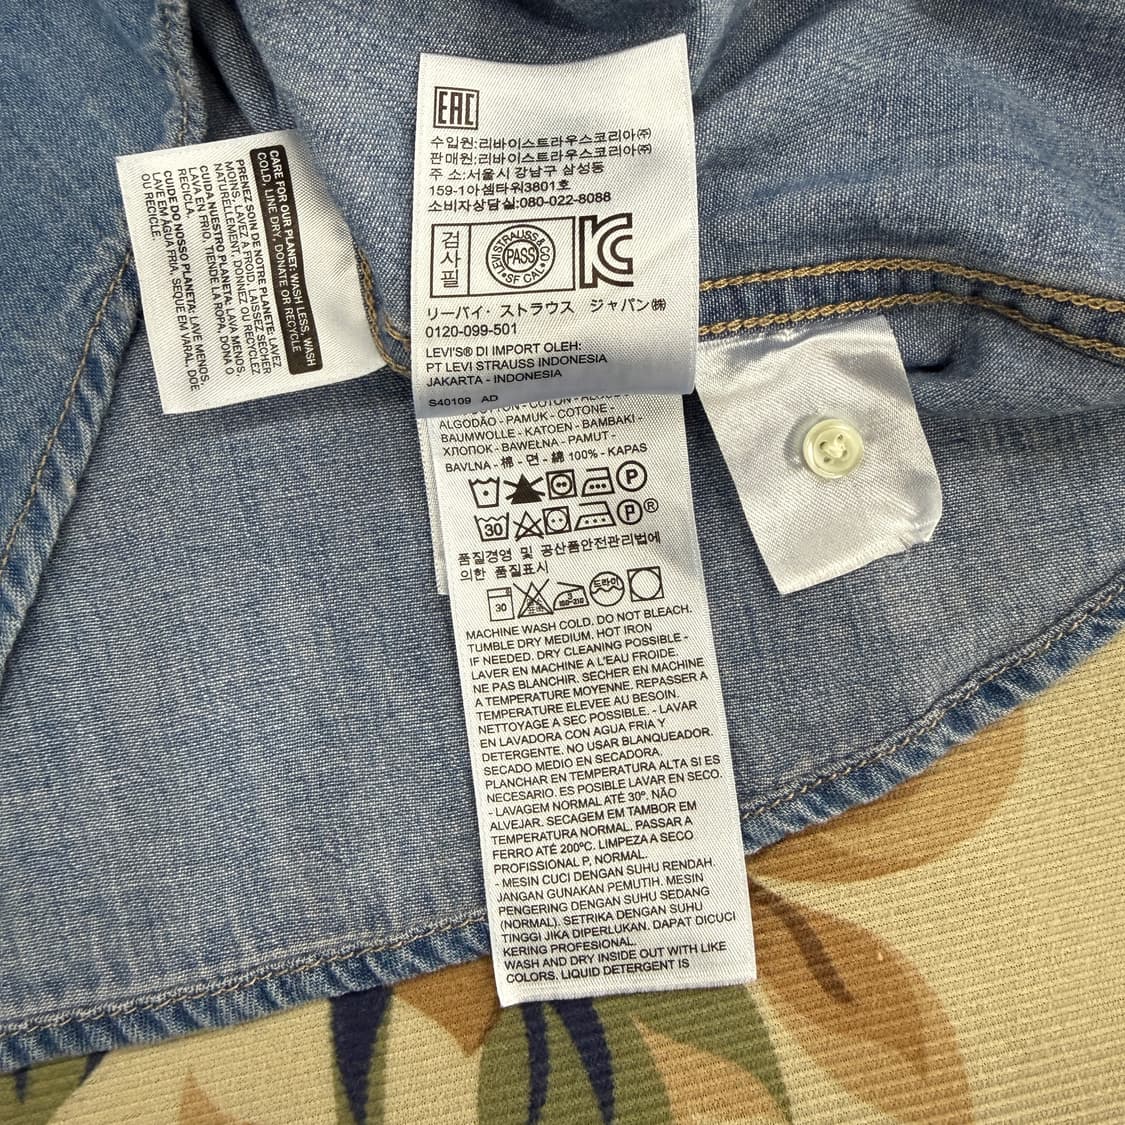 CARE FOR OUR PLANET: WASH LESS, WASH
COLD, LINE DRY, DONATE OR RECYCLE
PRENEZ SOIN DE NOTRE PLANETE: LAVER
MOINS, LAVEZ A FROID, LAISSEZ SECHER
NATURELLEMENT, DONNEZ OU RECYCLEZ
CUIDA NUESTRO PLANETA: LAVA MENOS,
LAVA EN FRIO, TIENDE LA ROPA, DONA O
RECICLA.
CUIDE DO NOSSO PLANETA: LAVE MENOS,
LAVE EM ÁGUA FRIA, SEQUE EM VARAL, DOE
OU RECICLE.
EAC
수입원:리바이스트라우스코리아㈜
판매원:리바이스트라우스코리아㈜
주 소:서울시 강남구 삼성동
159-1아셈타워3801호
소비자상담실:080-022-8088
검사필
LEVI STRAUSS & CO
PASS
SF CAL
KC
リーバイ・ストラウス ジャパン㈱
0120-099-501
LEVI'S® DI IMPORT OLEH:
PT LEVI STRAUSS INDONESIA
JAKARTA - INDONESIA
S40109 AD
ALGODÃO - PAMUK - COTONE -
BAUMWOLLE - KATOEN - BAMBAKI -
ХЛОПОК - BAWEŁNA - PAMUT -
BAVLNA - 棉 - 면 - 綿 100% - KAPAS
P
30 P®
품질경영 및 공산품안전관리법에
의한 품질표시
30 드라이
MACHINE WASH COLD. DO NOT BLEACH.
TUMBLE DRY MEDIUM. HOT IRON
IF NEEDED. DRY CLEANING POSSIBLE -
LAVER EN MACHINE A L'EAU FROIDE.
NE PAS BLANCHIR. SECHER EN MACHINE
A TEMPERATURE MOYENNE. REPASSER A
TEMPERATURE ELEVEE AU BESOIN.
NETTOYAGE A SEC POSSIBLE. - LAVAR
EN LAVADORA CON AGUA FRIA Y
DETERGENTE. NO USAR BLANQUEADOR.
SECADO MEDIO EN SECADORA.
PLANCHAR EN TEMPERATURA ALTA SI ES
NECESARIO. ES POSIBLE LAVAR EN SECO.
- LAVAGEM NORMAL ATÉ 30º. NÃO
ALVEJAR. SECAGEM EM TAMBOR EM
TEMPERATURA NORMAL. PASSAR A
FERRO ATÉ 200ºC. LIMPEZA A SECO
PROFISSIONAL P, NORMAL.
- MESIN CUCI DENGAN SUHU RENDAH.
JANGAN GUNAKAN PEMUTIH. MESIN
PENGERING DENGAN SUHU SEDANG
(NORMAL). SETRIKA DENGAN SUHU
TINGGI JIKA DIPERLUKAN. DAPAT DICUCI
KERING PROFESIONAL.
WASH AND DRY INSIDE OUT WITH LIKE
COLORS. LIQUID DETERGENT IS